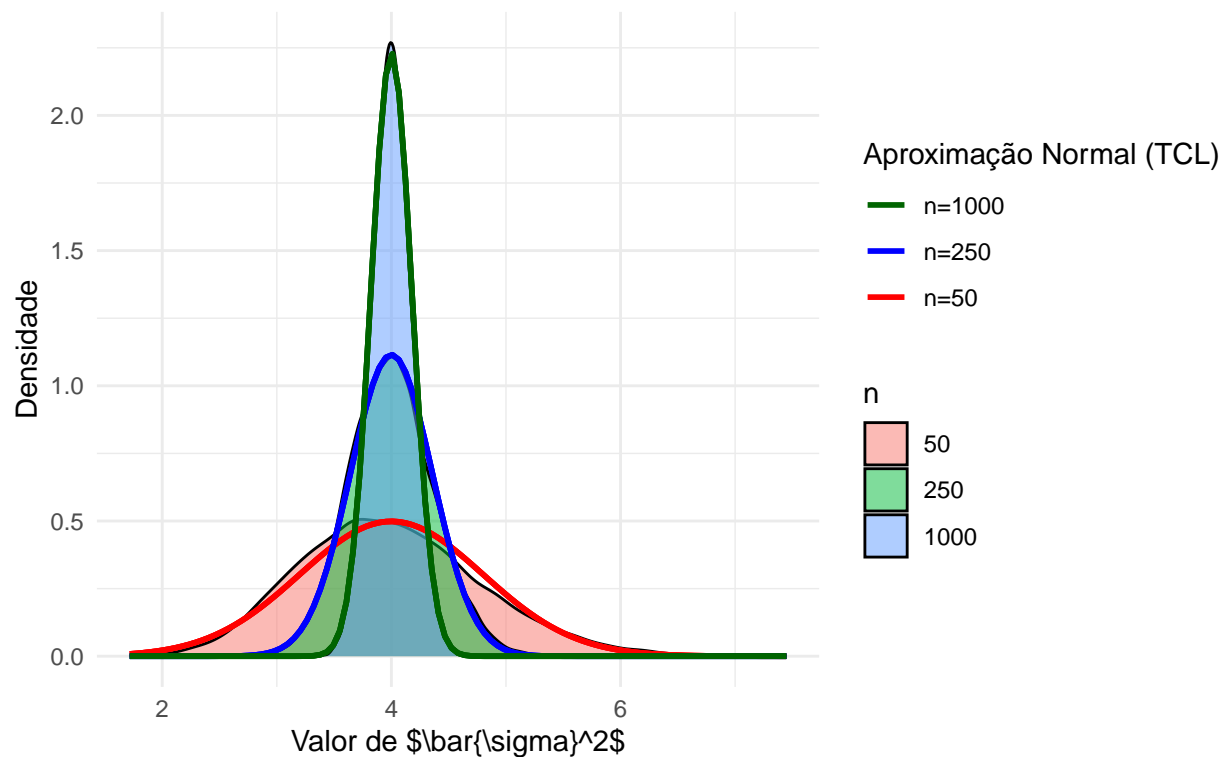 Densidade
2.0
1.5
1.0
0.5
0.0
2
4
6
Valor de $\bar{\sigma}^2$
Aproximação Normal (TCL)
n=1000
n=250
n=50
n
50
250
1000